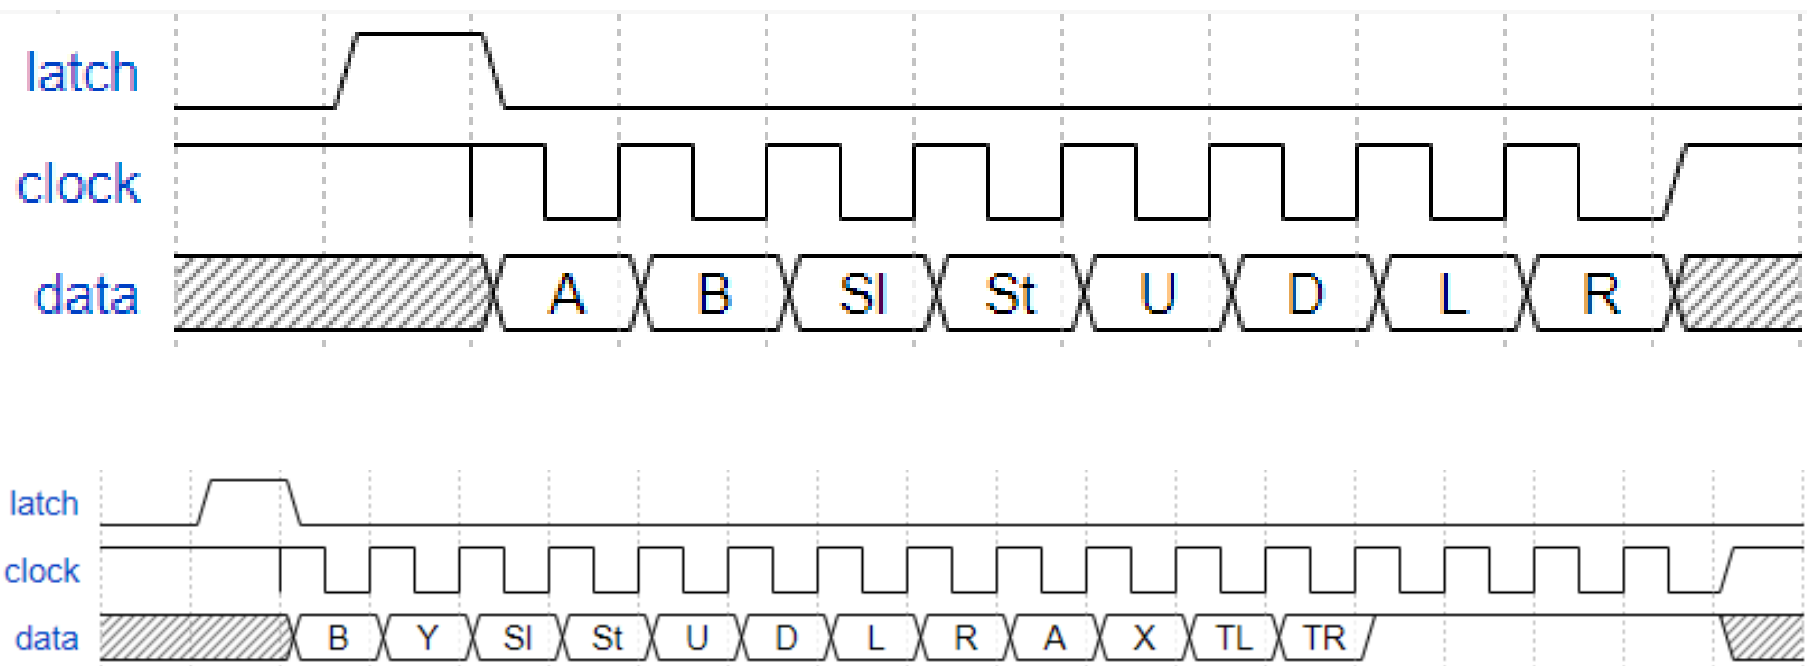 latch
clock
data A B Sl St U D L R
latch
clock
data B Y Sl St U D L R A X TL TR